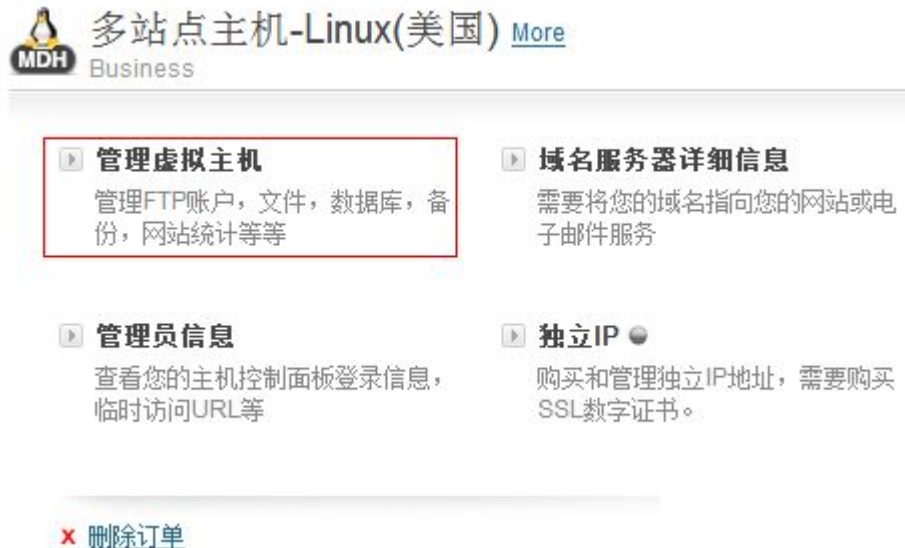 多站点主机-Linux(美国) More
MDH
Business
管理虚拟主机
管理FTP账户，文件，数据库，备
份，网站统计等等
域名服务器详细信息
需要将您的域名指向您的网站或电
子邮件服务
管理员信息
查看您的主机控制面板登录信息，
临时访问URL等
独立IP
购买和管理独立IP地址，需要购买
SSL数字证书。
x 删除订单